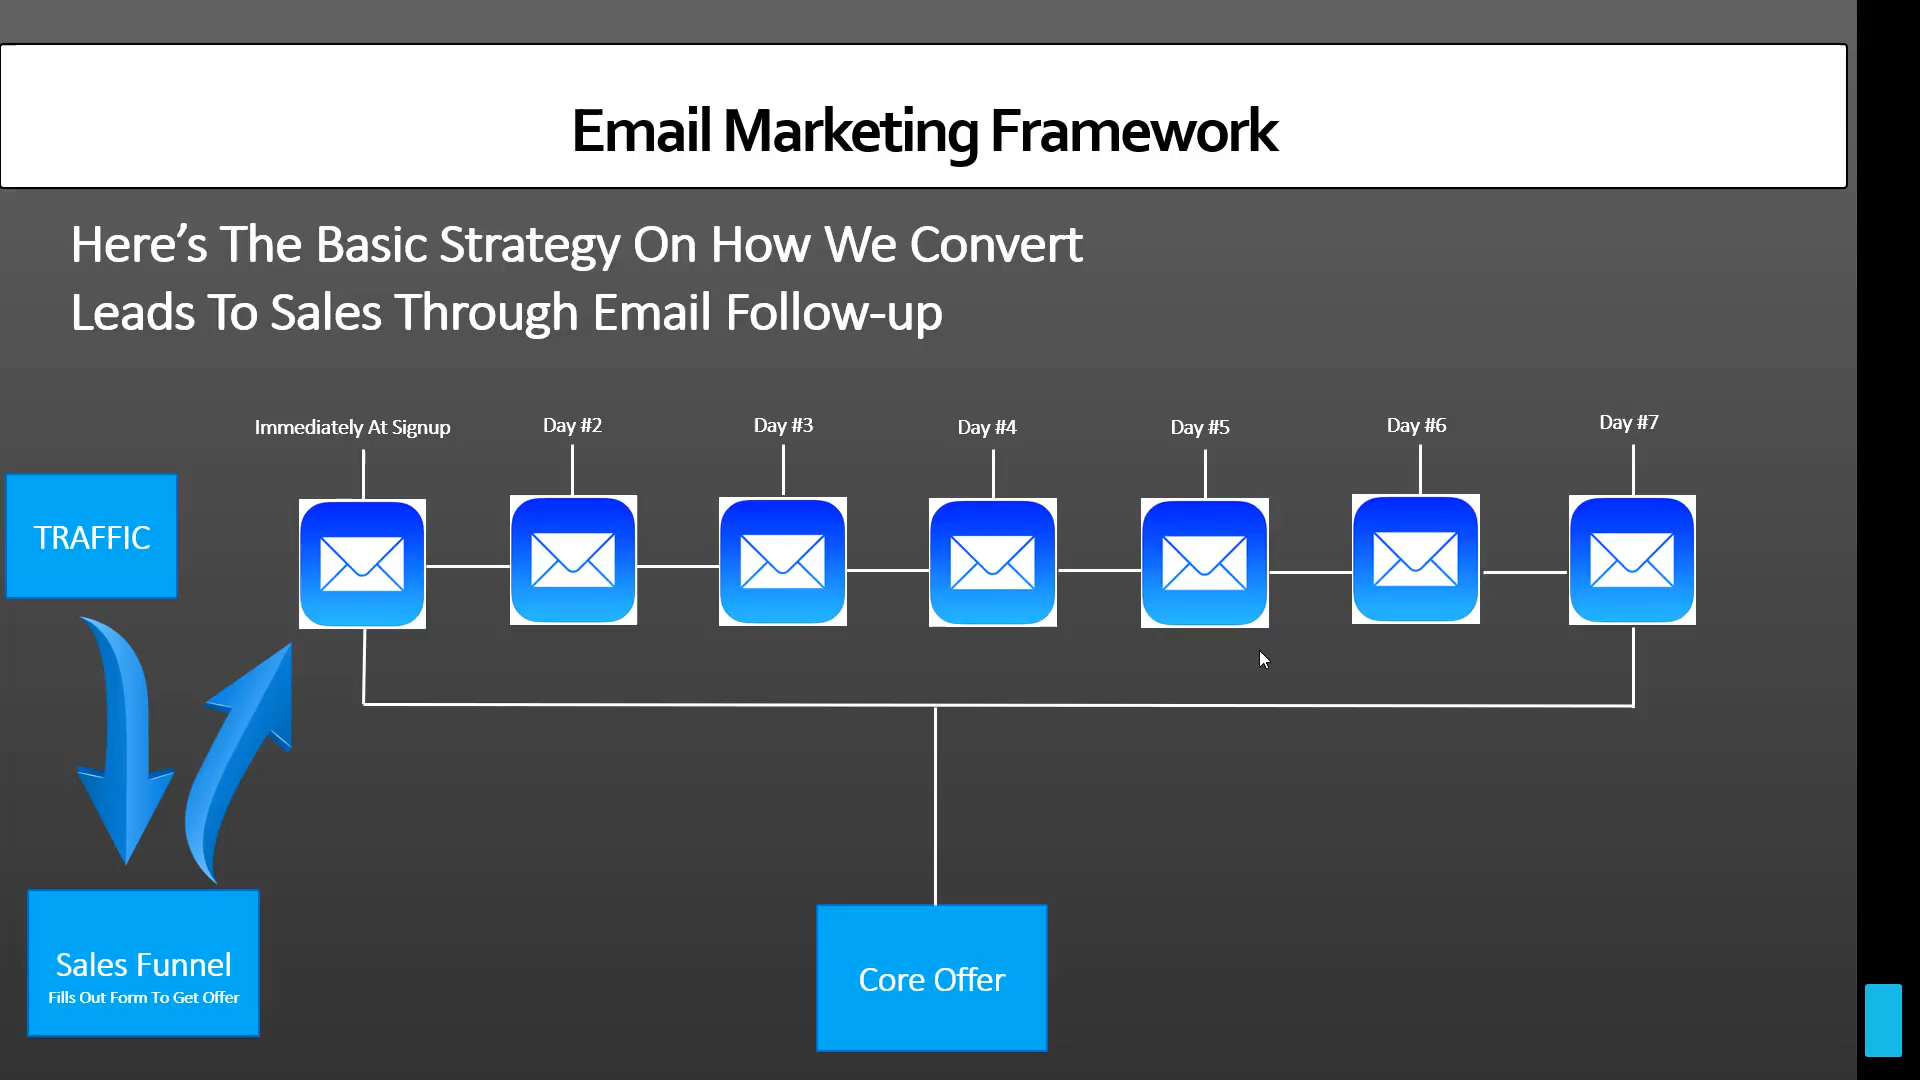 Email Marketing Framework
Here's The Basic Strategy On How We Convert
Leads To Sales Through Email Follow-up
Immediately At Signup
Day #2
Day #3
Day #4
Day #5
Day #6
Day #7
TRAFFIC
Sales Funnel
Fills Out Form To Get Offer
Core Offer